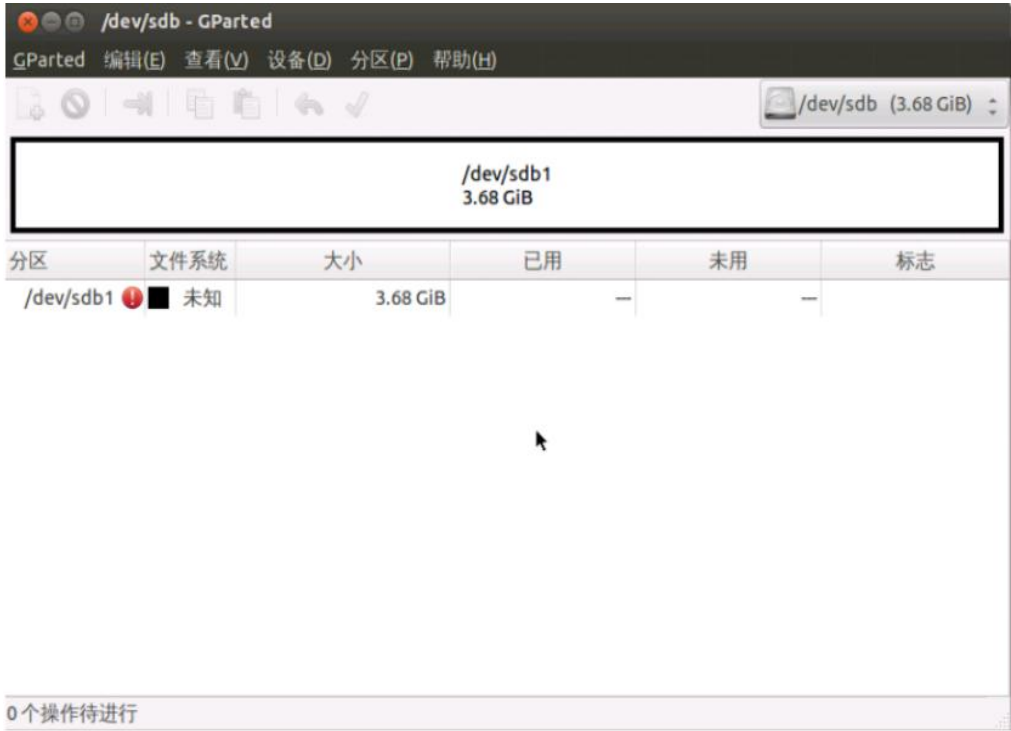 /dev/sdb - GParted
GParted 编辑(E) 查看(V) 设备(D) 分区(P) 帮助(H)
/dev/sdb (3.68 GiB)
/dev/sdb1
3.68 GiB
分区 文件系统 大小 已用 未用 标志
/dev/sdb1 未知 3.68 GiB --- ---
0个操作待进行